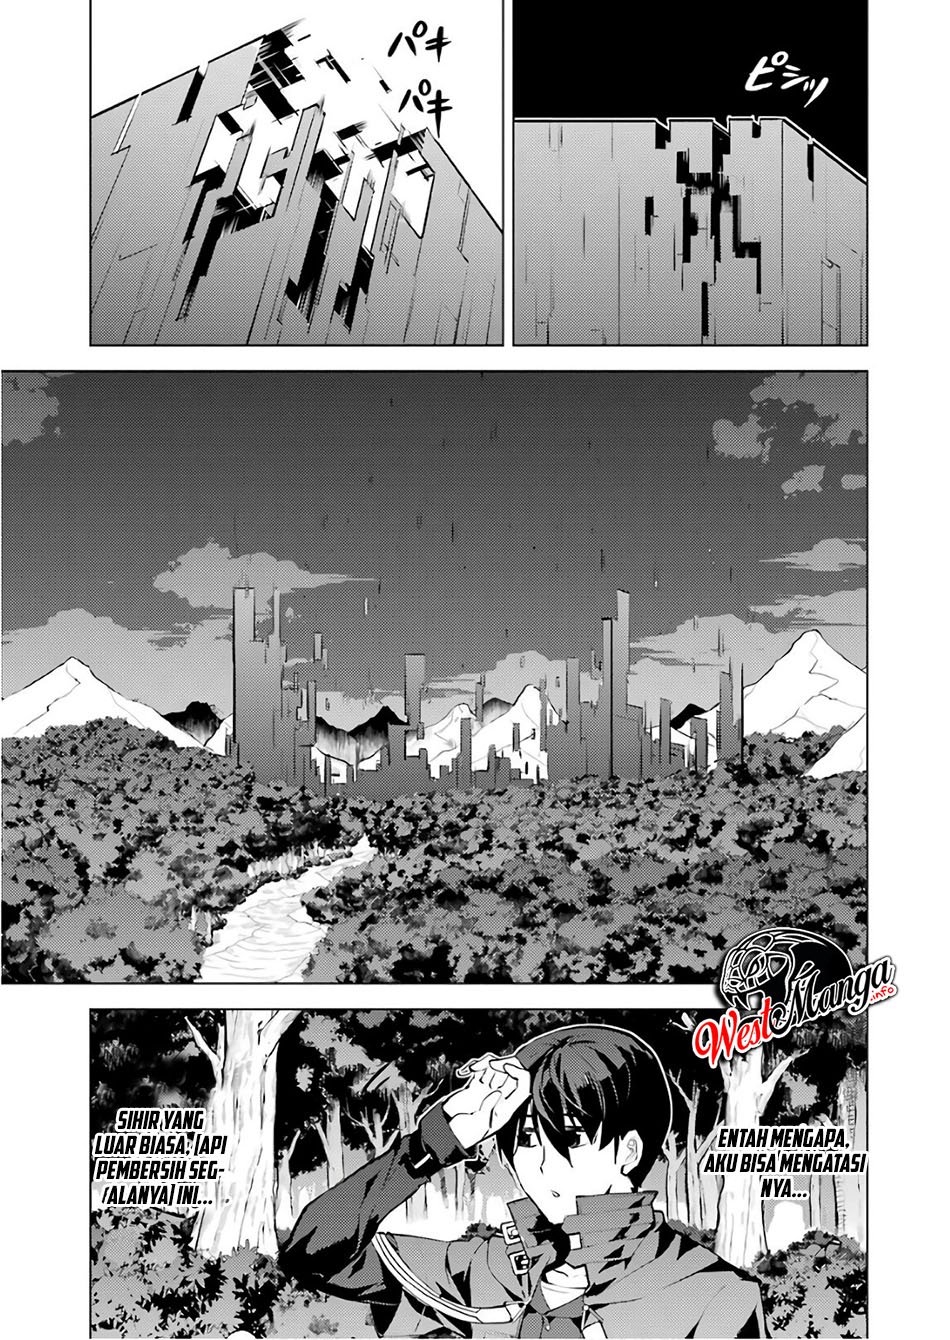 ピシッ
パキ
パキ
WestManga
.info
ENTAH MENGAPA,
AKU BISA MENGATASI
NYA...
SIHIR YANG
LUAR BIASA, [API
PEMBERSIH SEG-
ALANYA] INI...